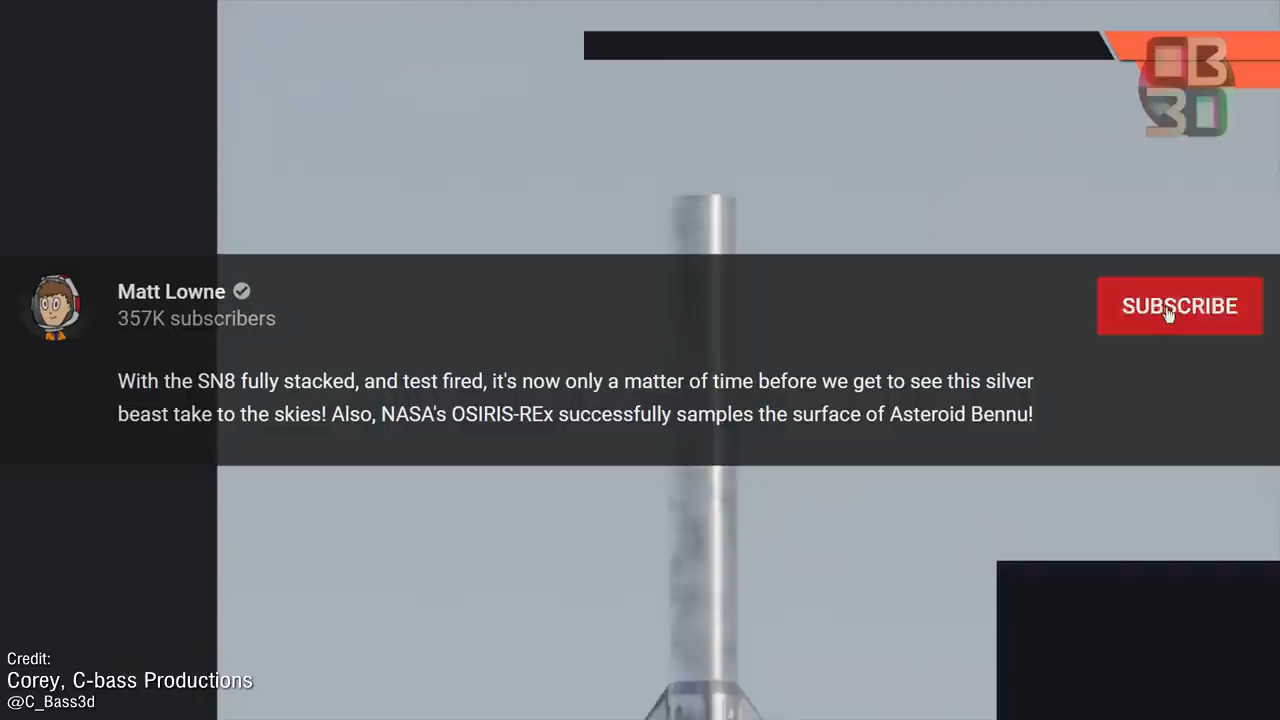 CB
3D
Matt Lowne
357K subscribers
SUBSCRIBE
With the SN8 fully stacked, and test fired, it's now only a matter of time before we get to see this silver
beast take to the skies! Also, NASA's OSIRIS-REx successfully samples the surface of Asteroid Bennu!
Credit:
Corey, C-bass Productions
@C_Bass3d